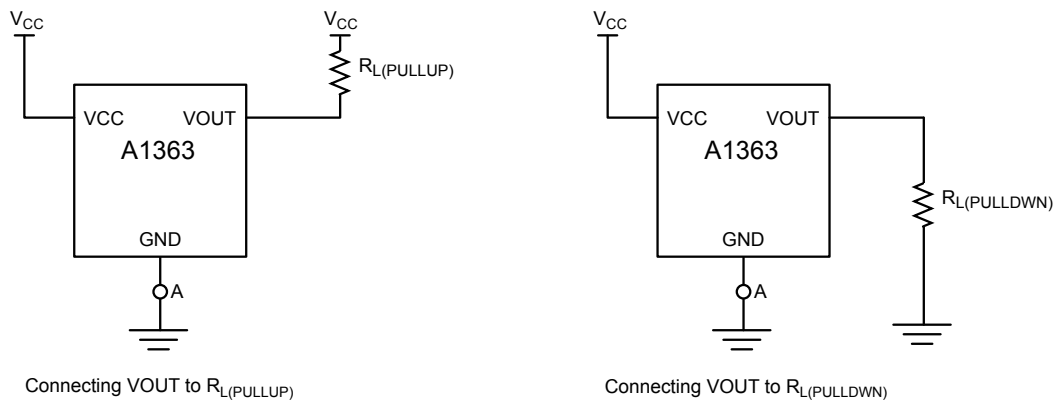 VCC
VCC
RL(PULLUP)
VCC
VOUT
A1363
GND
A
Connecting VOUT to RL(PULLUP)
VCC
VCC
VOUT
A1363
RL(PULLDWN)
GND
A
Connecting VOUT to RL(PULLDWN)